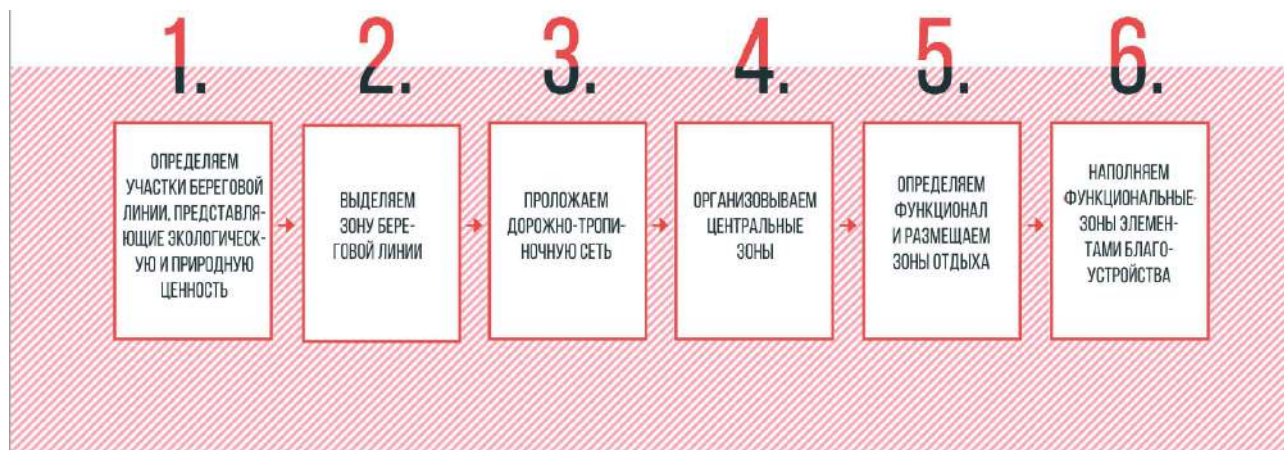 1.
ОПРЕДЕЛЯЕМ
УЧАСТКИ БЕРЕГОВОЙ
ЛИНИИ, ПРЕДСТАВЛЯ-
ЮЩИЕ ЭКОЛОГИЧЕСК-
УЮ И ПРИРОДНУЮ
ЦЕННОСТЬ
2.
ВЫДЕЛЯЕМ
ЗОНУ БЕРЕ-
ГОВОЙ ЛИНИИ
3.
ПРОЛОЖАЕМ
ДОРОЖНО-ТРОПИ-
НОЧНУЮ СЕТЬ
4.
ОРГАНИЗОВЫВАЕМ
ЦЕНТРАЛЬНЫЕ
ЗОНЫ
5.
ОПРЕДЕЛЯЕМ
ФУНКЦИОНАЛ
И РАЗМЕЩАЕМ
ЗОНЫ ОТДЫХА
6.
НАПОЛНЯЕМ
ФУНКЦИОНАЛЬНЫЕ-
ЗОНЫ ЭЛЕМЕН-
ТАМИ БЛАГО-
УСТРОЙСТВА